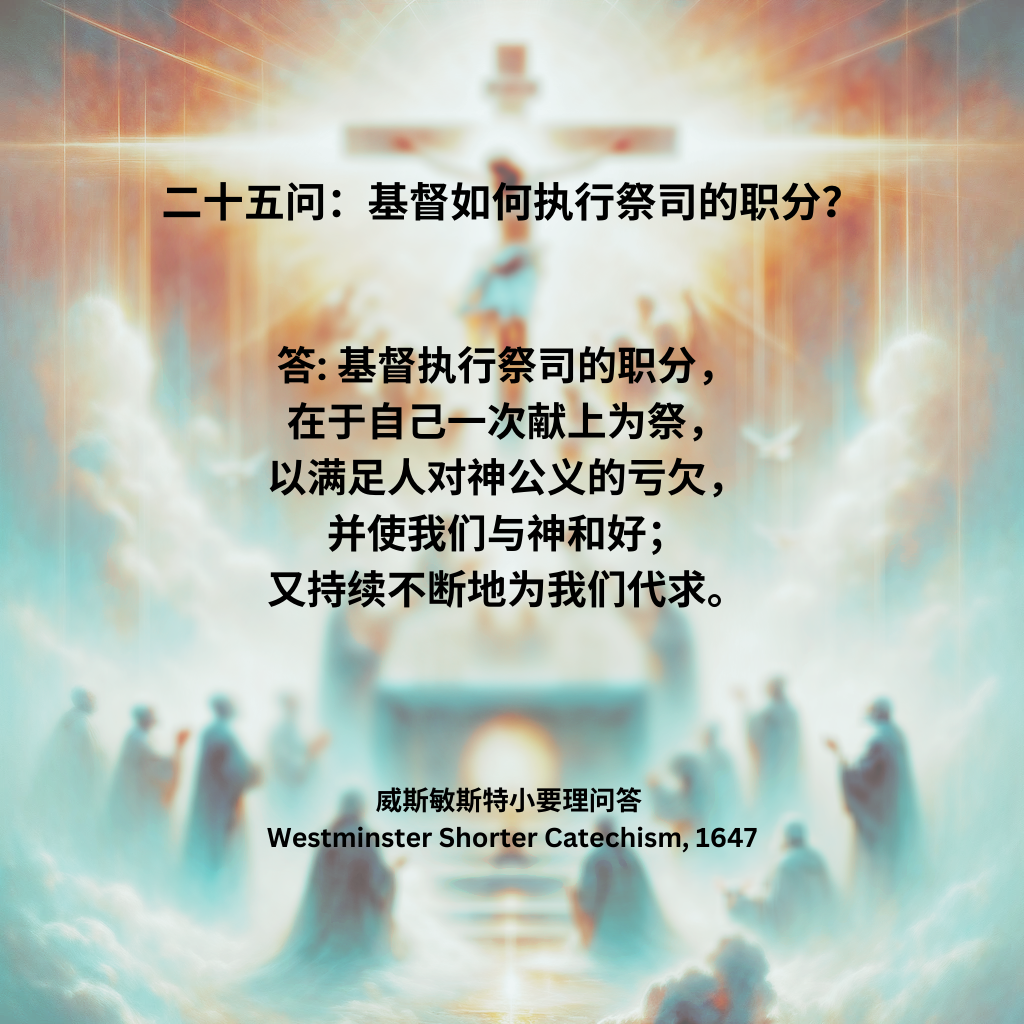 二十五问：基督如何执行祭司的职分？
答: 基督执行祭司的职分，
在于自己一次献上为祭，
以满足人对神公义的亏欠，
并使我们与神和好；
又持续不断地为我们代求。
威斯敏斯特小要理问答
Westminster Shorter Catechism, 1647